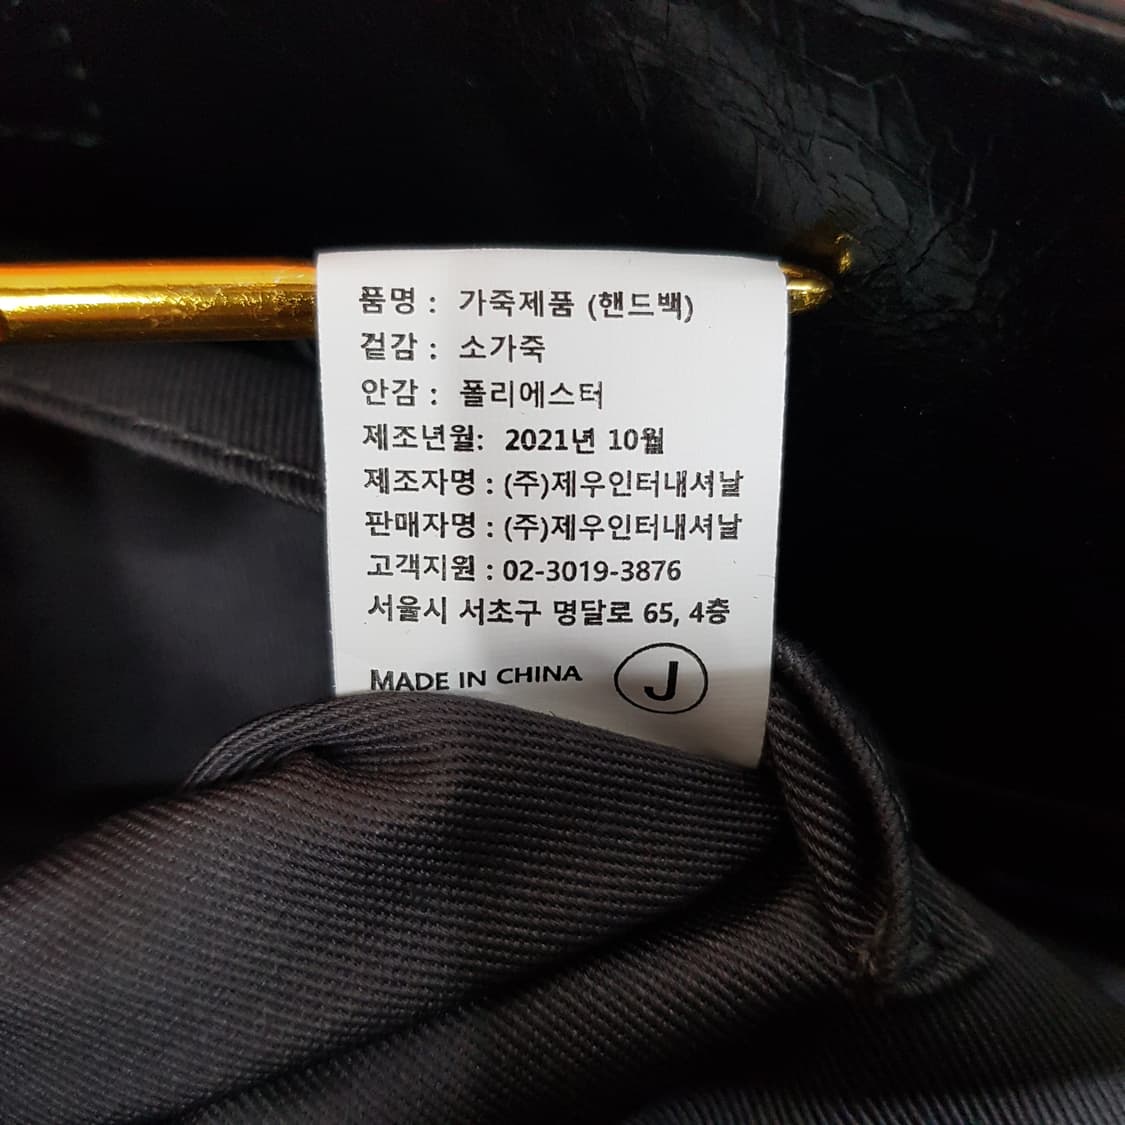 품명 : 가죽제품 (핸드백)
겉감 : 소가죽
안감 : 폴리에스터
제조년월: 2021년 10월
제조자명 : (주)제우인터내셔날
판매자명 : (주)제우인터내셔날
고객지원 : 02-3019-3876
서울시 서초구 명달로 65, 4층
MADE IN CHINA J